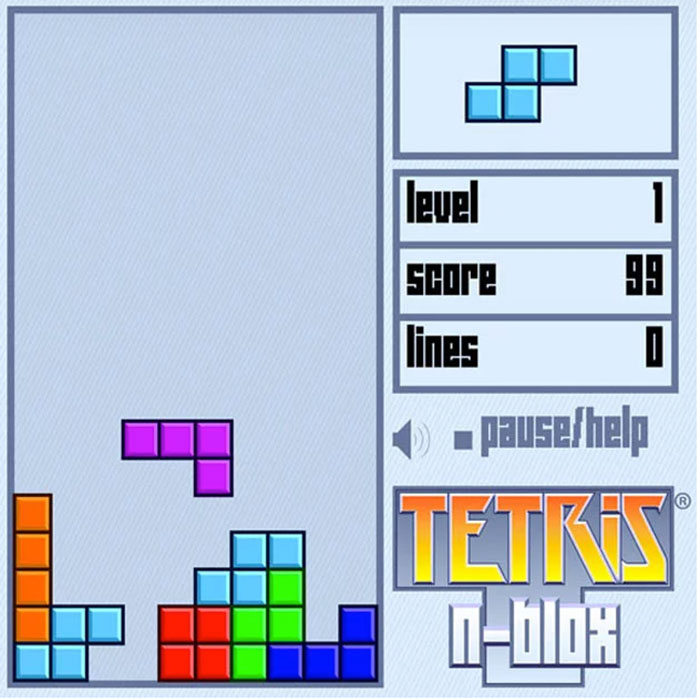 level 1
score 99
lines 0
pause/help
TETRIS®
n-blox